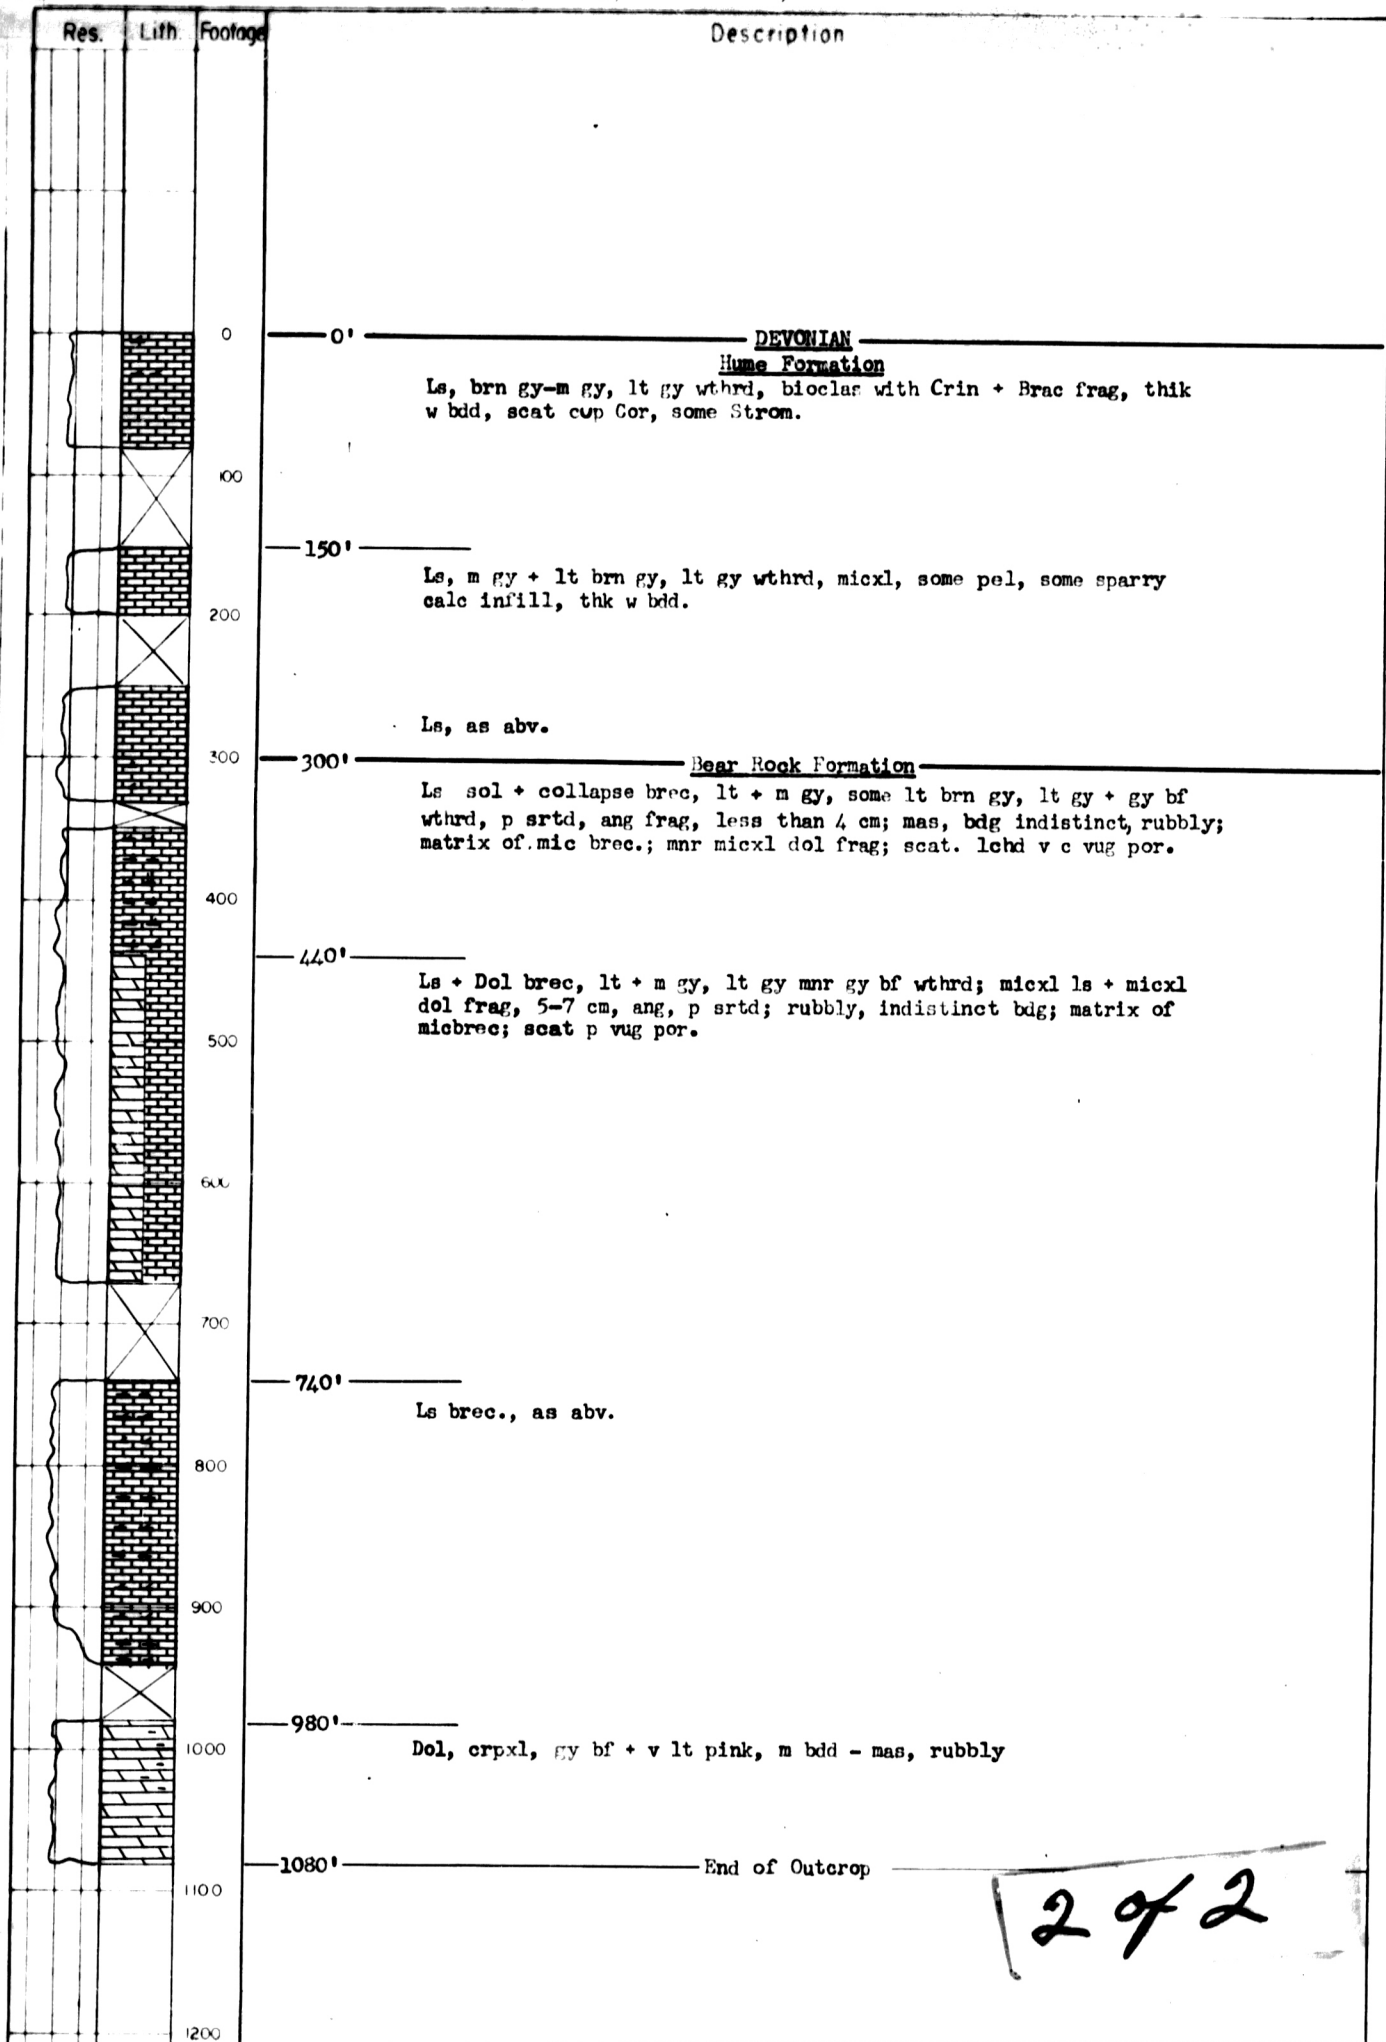 Res. Lith. Footage Description
0 0' DEVONIAN
Hume Formation
Ls, brn gy-m gy, lt gy wthrd, bioclas with Crin + Brac frag, thik
w bdd, scat cup Cor, some Strom.
100
150'
Ls, m gy + lt brn gy, lt gy wthrd, micxl, some pel, some sparry
calc infill, thk w bdd.
200
Ls, as abv.
300 300' Bear Rock Formation
Ls sol + collapse brec, lt + m gy, some lt brn gy, lt gy + gy bf
wthrd, p srtd, ang frag, less than 4 cm; mas, bdg indistinct, rubbly;
matrix of mic brec.; mnr micxl dol frag; scat. lchd v c vug por.
400
440'
Ls + Dol brec, lt + m gy, lt gy mnr gy bf wthrd; micxl ls + micxl
dol frag, 5-7 cm, ang, p srtd; rubbly, indistinct bdg; matrix of
micbrec; scat p vug por.
500
600
700
740'
Ls brec., as abv.
800
900
980'
1000
Dol, crpxl, gy bf + v lt pink, m bdd - mas, rubbly
1080' End of Outcrop
1100
2 of 2
1200